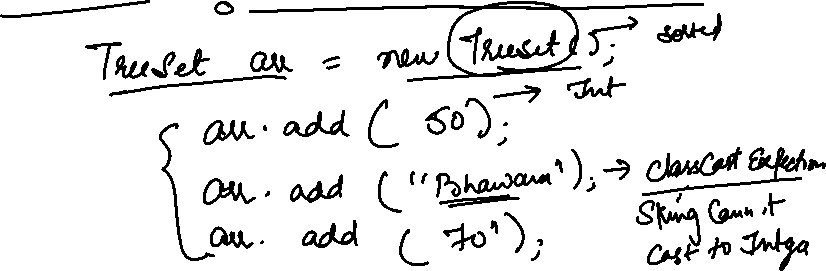 TreeSet arr = new TreeSet(); → sorted
arr.add( 50); → Int
arr.add ("Bhawana"); → ClassCast Exception
String Cannot
arr. add ( 70);
Cast to Intger